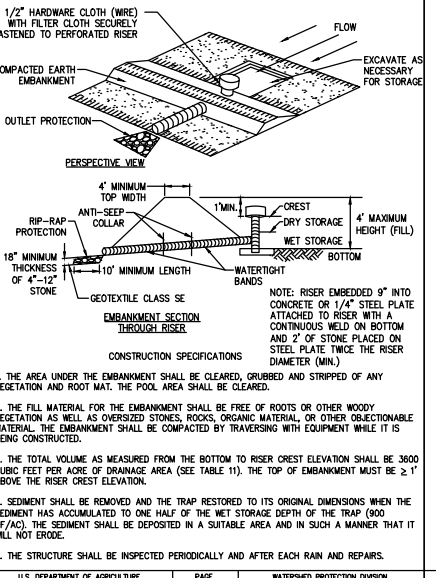 1/2" HARDWARE CLOTH (WIRE)
WITH FILTER CLOTH SECURELY
ASTENED TO PERFORATED RISER
FLOW
EXCAVATE AS
NECESSARY
FOR STORAGE
OMPACTED EARTH
EMBANKMENT
OUTLET PROTECTION
PERSPECTIVE VIEW
4' MINIMUM
TOP WIDTH
1'MIN.
CREST
DRY STORAGE
WET STORAGE
BOTTOM
4' MAXIMUM
HEIGHT (FILL)
ANTI-SEEP
COLLAR
RIP-RAP
PROTECTION
18" MINIMUM
THICKNESS
OF 4"-12"
STONE
10' MINIMUM LENGTH
WATERTIGHT
BANDS
GEOTEXTILE CLASS SE
EMBANKMENT SECTION
THROUGH RISER
NOTE: RISER EMBEDDED 9" INTO
CONCRETE OR 1/4" STEEL PLATE
ATTACHED TO RISER WITH A
CONTINUOUS WELD ON BOTTOM
AND 2' OF STONE PLACED ON
STEEL PLATE TWICE THE RISER
DIAMETER (MIN.)
CONSTRUCTION SPECIFICATIONS
. THE AREA UNDER THE EMBANKMENT SHALL BE CLEARED, GRUBBED AND STRIPPED OF ANY
EGETATION AND ROOT MAT. THE POOL AREA SHALL BE CLEARED.
. THE FILL MATERIAL FOR THE EMBANKMENT SHALL BE FREE OF ROOTS OR OTHER WOODY
EGETATION AS WELL AS OVERSIZED STONES, ROCKS, ORGANIC MATERIAL, OR OTHER OBJECTIONABLE
ATERIAL. THE EMBANKMENT SHALL BE COMPACTED BY TRAVERSING WITH EQUIPMENT WHILE IT IS
EING CONSTRUCTED.
. THE TOTAL VOLUME AS MEASURED FROM THE BOTTOM TO RISER CREST ELEVATION SHALL BE 3600
UBIC FEET PER ACRE OF DRAINAGE AREA (SEE TABLE 11). THE TOP OF EMBANKMENT MUST BE ≥ 1'
BOVE THE RISER CREST ELEVATION.
. SEDIMENT SHALL BE REMOVED AND THE TRAP RESTORED TO ITS ORIGINAL DIMENSIONS WHEN THE
EDIMENT HAS ACCUMULATED TO ONE HALF OF THE WET STORAGE DEPTH OF THE TRAP (900
F/AC). THE SEDIMENT SHALL BE DEPOSITED IN A SUITABLE AREA AND IN SUCH A MANNER THAT IT
ILL NOT ERODE.
. THE STRUCTURE SHALL BE INSPECTED PERIODICALLY AND AFTER EACH RAIN AND REPAIRS.
U.S. DEPARTMENT OF AGRICULTURE PAGE WATERSHED PROTECTION DIVISION